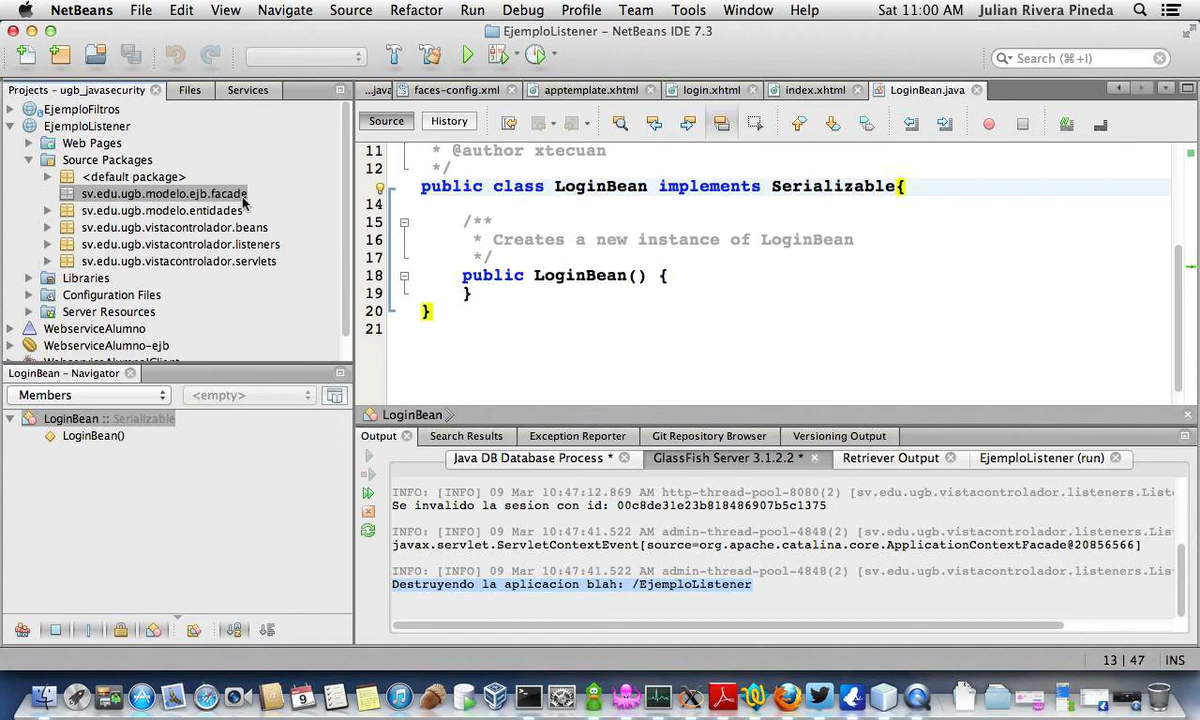 NetBeans File Edit View Navigate Source Refactor Run Debug Profile Team Tools Window Help Sat 11:00 AM Julian Rivera Pineda
EjemploListener – NetBeans IDE 7.3
Search (⌘+I)
Projects – ugb_javasecurity Files Services
EjemploFiltros
EjemploListener
Web Pages
Source Packages
<default package>
sv.edu.ugb.modelo.ejb.facade
sv.edu.ugb.modelo.entidades
sv.edu.ugb.vistacontrolador.beans
sv.edu.ugb.vistacontrolador.listeners
sv.edu.ugb.vistacontrolador.servlets
Libraries
Configuration Files
Server Resources
WebserviceAlumno
WebserviceAlumno-ejb
LoginBean – Navigator
Members <empty>
LoginBean :: Serializable
LoginBean()
...java faces-config.xml apptemplate.xhtml login.xhtml index.xhtml LoginBean.java
Source History
11 * @author xtecuan
12 */
public class LoginBean implements Serializable{
14
15 /**
16 * Creates a new instance of LoginBean
17 */
18 public LoginBean() {
19 }
20 }
21
LoginBean
Output Search Results Exception Reporter Git Repository Browser Versioning Output
Java DB Database Process * GlassFish Server 3.1.2.2 * Retriever Output EjemploListener (run)
INFO: [INFO] 09 Mar 10:47:12.869 AM http-thread-pool-8080(2) [sv.edu.ugb.vistacontrolador.listeners.Liste
Se invalido la sesion con id: 00c8de31e23b818486907b5c1375
INFO: [INFO] 09 Mar 10:47:41.522 AM admin-thread-pool-4848(2) [sv.edu.ugb.vistacontrolador.listeners.Lis
javax.servlet.ServletContextEvent[source=org.apache.catalina.core.ApplicationContextFacade@20856566]
INFO: [INFO] 09 Mar 10:47:41.522 AM admin-thread-pool-4848(2) [sv.edu.ugb.vistacontrolador.listeners.Lis
Destruyendo la aplicacion blah: /EjemploListener
13 | 47 INS